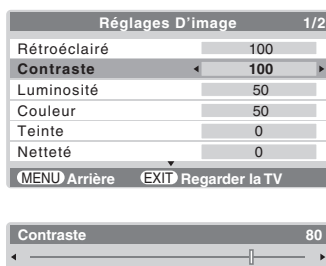 Réglages D’image 1/2
Rétroéclairé 100
Contraste 100
Luminosité 50
Couleur 50
Teinte 0
Netteté 0
MENU Arrière EXIT Regarder la TV
Contraste 80